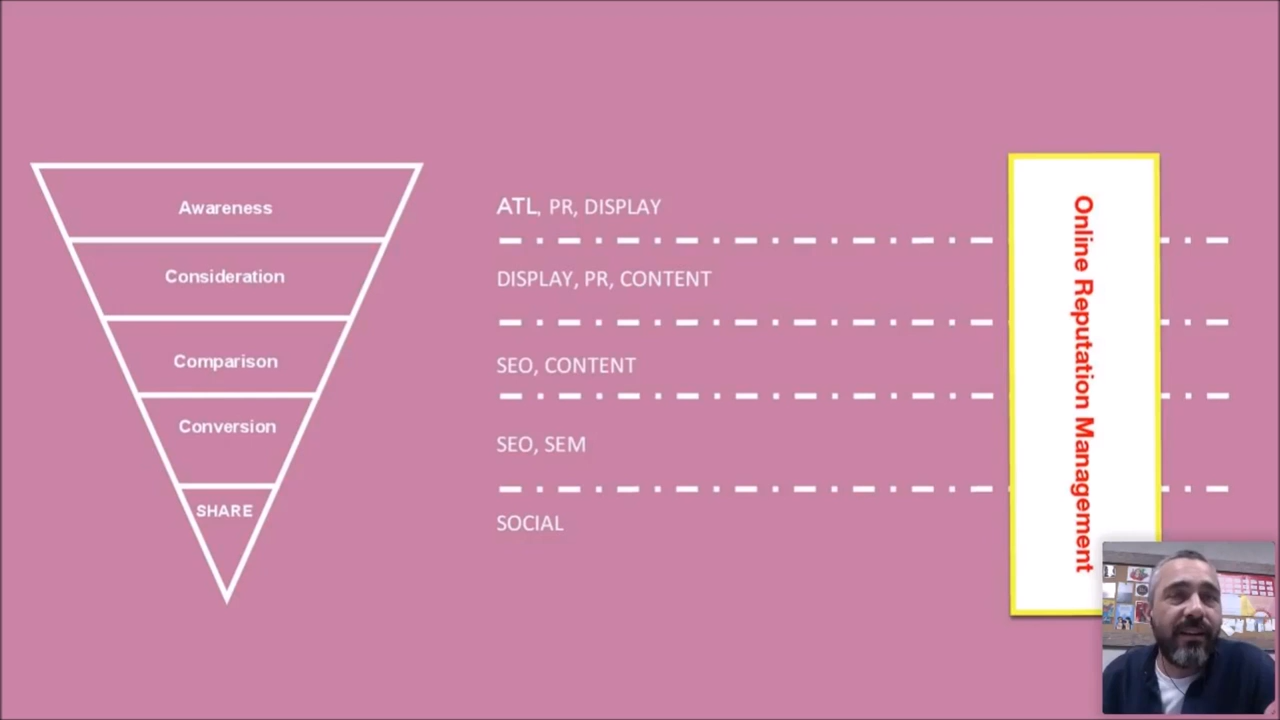 Awareness
ATL, PR, DISPLAY
Consideration
DISPLAY, PR, CONTENT
Comparison
SEO, CONTENT
Conversion
SEO, SEM
SHARE
SOCIAL
Online Reputation Management